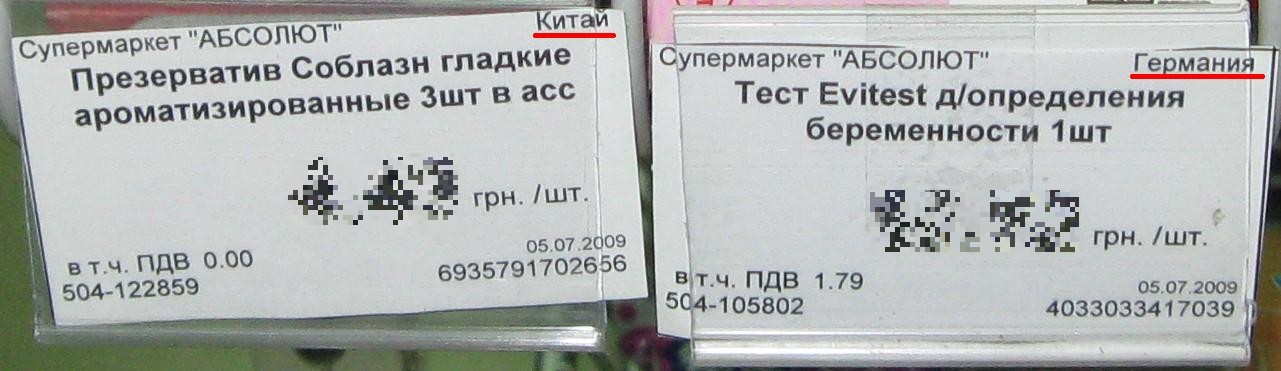 Китай
Супермаркет "АБСОЛЮТ"
Презерватив Соблазн гладкие
ароматизированные 3шт в асс
грн. /шт.
05.07.2009
в т.ч. ПДВ 0.00
6935791702656
504-122859
Супермаркет "АБСОЛЮТ"
Германия
Тест Evitest д/определения
беременности 1шт
грн. /шт.
в т.ч. ПДВ 1.79
05.07.2009
504-105802
4033033417039